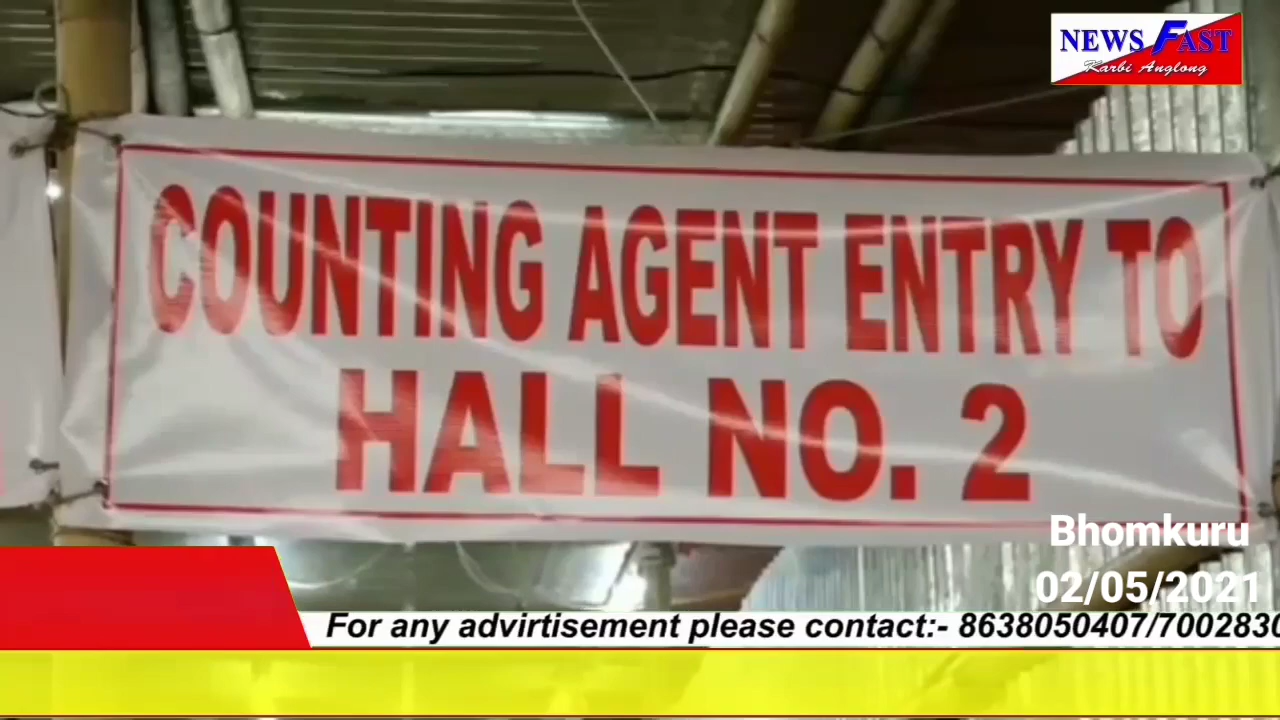 NEWS FAST
Karbi Anglong
COUNTING AGENT ENTRY TO
HALL NO. 2
Bhomkuru
02/05/2021
For any advirtisement please contact:- 8638050407/7002830